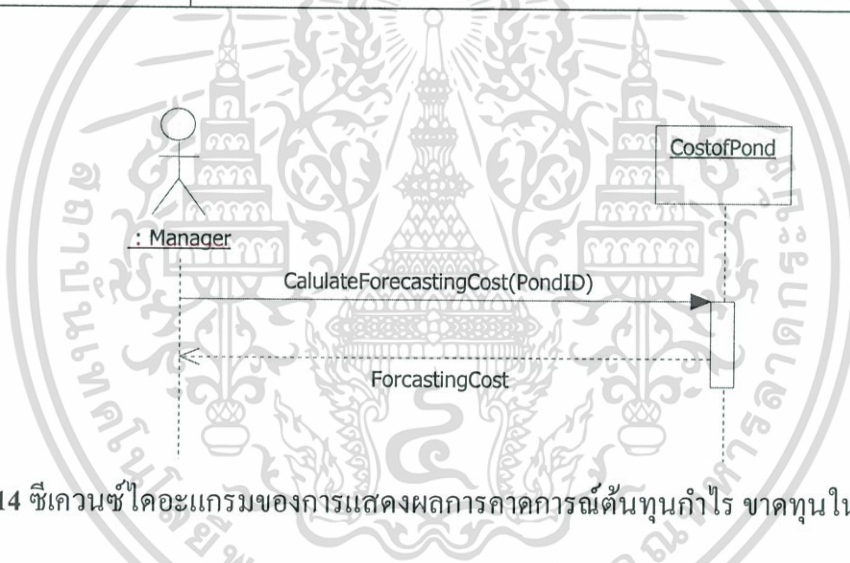 CostofPond
: Manager
CalulateForecastingCost(PondID)
ForcastingCost
14 ซีเควนซ์ไดอะแกรมของการแสดงผลการคาดการณ์ต้นทุนกำไร ขาดทุนใน